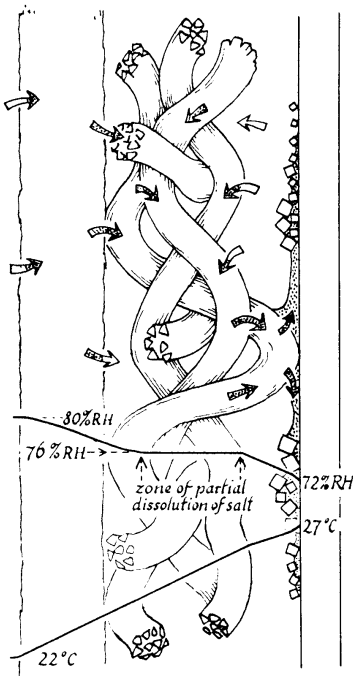 80%RH
76%RH
zone of partial
dissolution of salt
72%RH
27°C
22°C